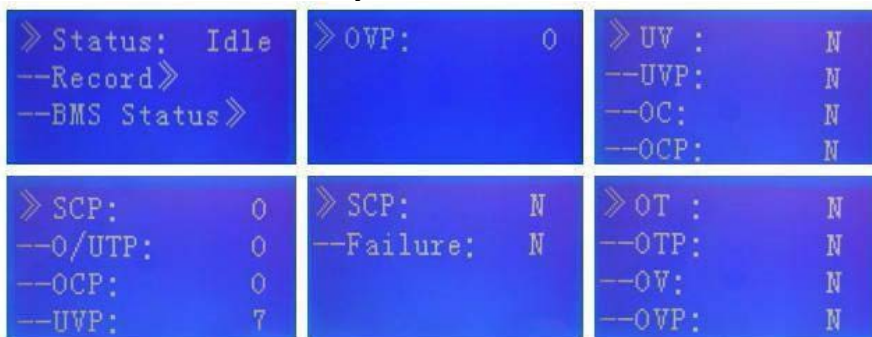 》Status: Idle
--Record》
--BMS Status》
》OVP: 0
》UV : N
--UVP: N
--OC: N
--OCP: N
》SCP: 0
--O/UTP: 0
--OCP: 0
--UVP: 7
》SCP: N
--Failure: N
》OT : N
--OTP: N
--OV: N
--OVP: N